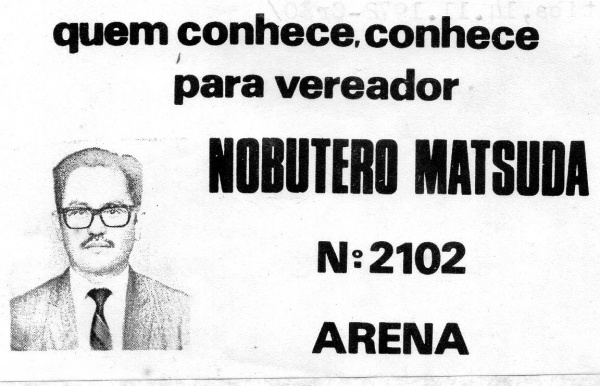 quem conhece, conhece
para vereador
NOBUTERO MATSUDA
N: 2102
ARENA